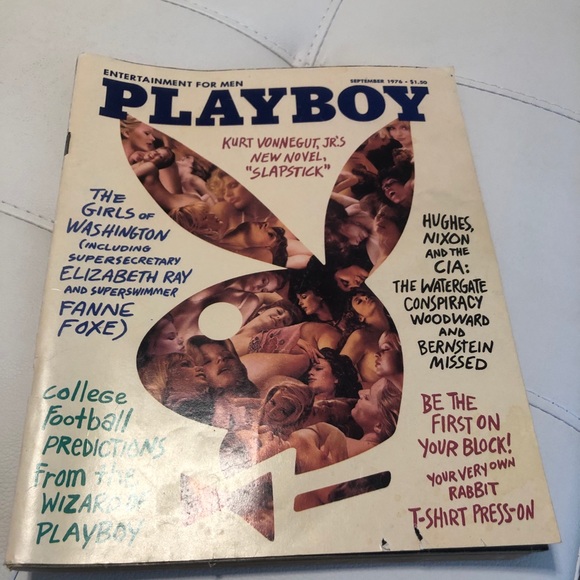 ENTERTAINMENT FOR MEN
SEPTEMBER 1976 • $1.50
PLAYBOY
KURT VONNEGUT, JR'S
NEW NOVEL,
"SLAPSTICK"
THE
GIRLS OF
WASHINGTON
(INCLUDING
SUPERSECRETARY
ELIZABETH RAY
AND SUPERSWIMMER
FANNE
FOXE)
HUGHES,
NIXON
AND THE
CIA:
THE WATERGATE
CONSPIRACY
WOODWARD
AND
BERNSTEIN
MISSED
College
Football
PREDICTIONS
From the
WIZARD OF
PLAYBOY
BE THE
FIRST ON
YOUR BLOCK!
YOUR VERY OWN
RABBIT
T-SHIRT PRESS-ON